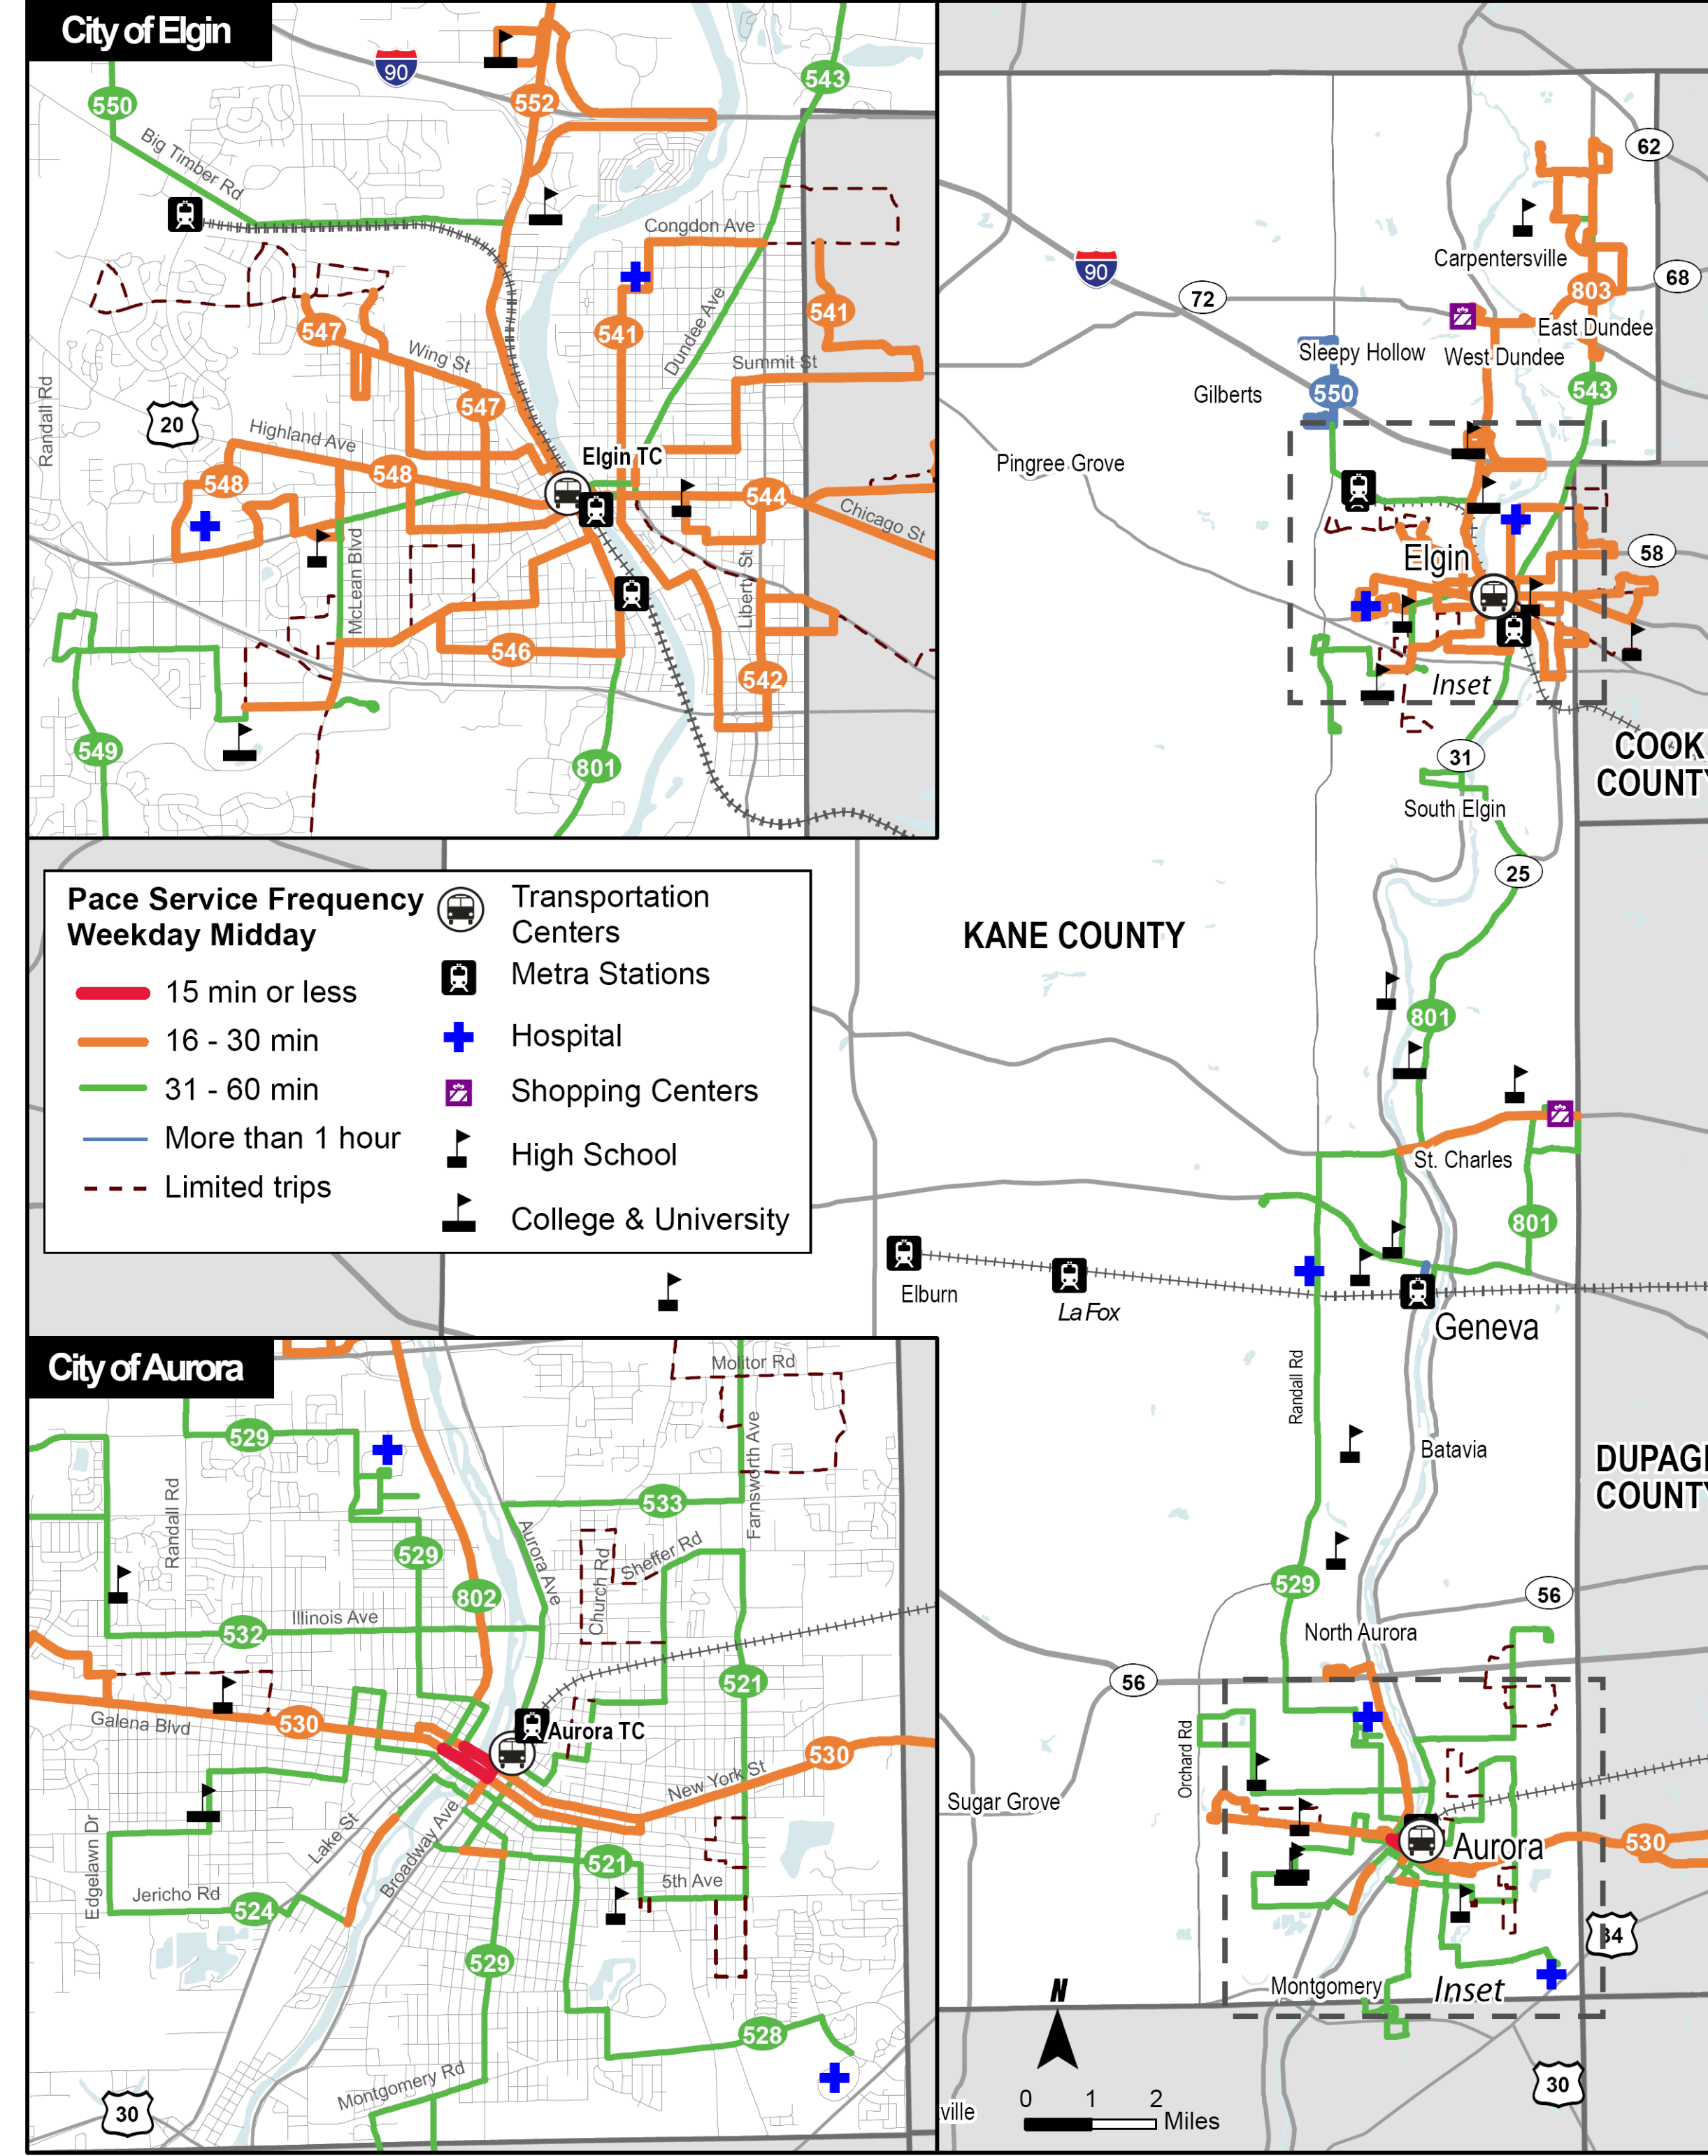 City of Elgin
90
550
552
543
Big Timber Rd
Congdon Ave
547
541
541
Wing St
Dundee Ave
Summit St
Randall Rd
20
547
Highland Ave
Elgin TC
548
548
544
Chicago St
McLean Blvd
Liberty St
546
542
549
801
Pace Service Frequency
Weekday Midday
15 min or less
16 - 30 min
31 - 60 min
More than 1 hour
Limited trips
Transportation
Centers
Metra Stations
Hospital
Shopping Centers
High School
College & University
City of Aurora
Molitor Rd
529
Randall Rd
Farnsworth Ave
533
Aurora Ave
529
Church Rd
Sheffer Rd
802
Illinois Ave
532
521
Galena Blvd
530
Aurora TC
530
New York St
Edgelawn Dr
Lake St
Broadway Ave
521
5th Ave
Jericho Rd
524
529
528
Montgomery Rd
30
62
Carpentersville
90
68
72
803
East Dundee
Sleepy Hollow
West Dundee
Gilberts
550
543
Pingree Grove
Elgin
58
Inset
31
COOK
COUNTY
South Elgin
25
KANE COUNTY
801
St. Charles
801
Elburn
La Fox
Geneva
Randall Rd
Batavia
DUPAGE
COUNTY
529
56
North Aurora
56
Orchard Rd
Sugar Grove
Aurora
530
34
Montgomery
Inset
N
30
0 1 2
Miles
ville